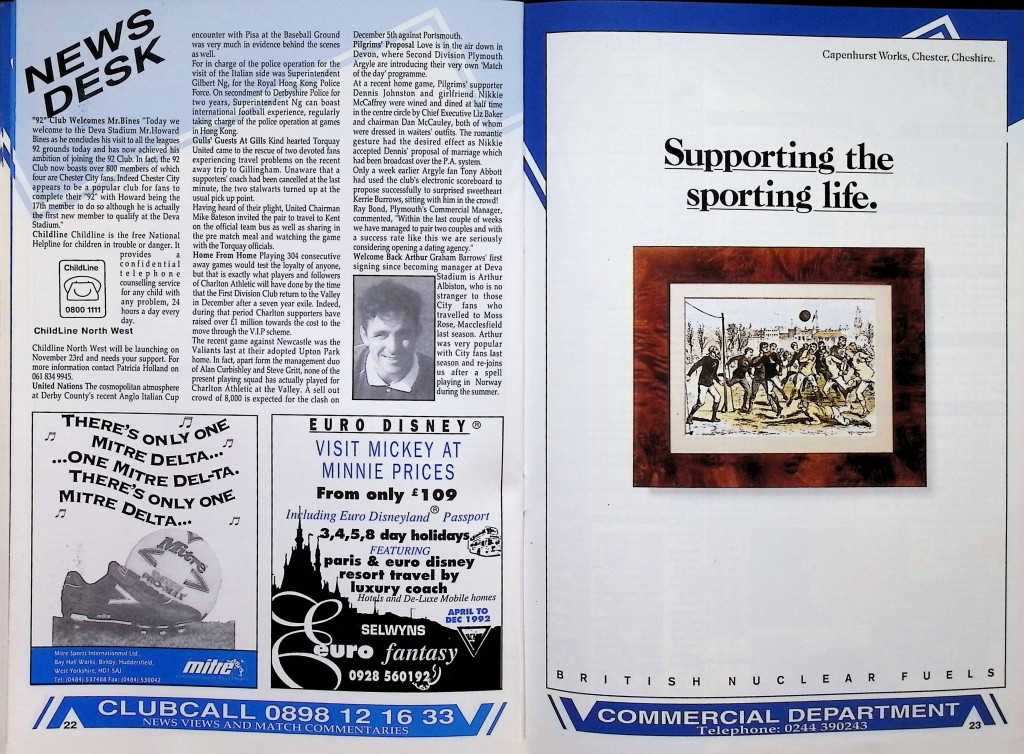 NEWS
DESK
"92" Club Welcomes Mr.Bines "Today we
welcome to the Deva Stadium Mr.Howard
Bines as he concludes his visit to all the leagues
92 grounds today and has now achieved his
ambition of joining the 92 Club. In fact, the 92
Club now boasts over 800 members of which
four are Chester City fans. Indeed Chester City
appears to be a popular club for fans to
complete their "92" with Howard being the
17th member to do so although he is actually
the first new member to qualify at the Deva
Stadium."
Childline Childline is the free National
Helpline for children in trouble or danger. It
provides a
confidential
telephone
counselling service
for any child with
any problem, 24
hours a day every
day.
ChildLine
0800 1111
ChildLine North West
ChildLine North West will be launching on
November 23rd and needs your support. For
more information contact Patricia Holland on
061 834 9945.
United Nations The cosmopolitan atmosphere
at Derby County's recent Anglo Italian Cup
encounter with Pisa at the Baseball Ground
was very much in evidence behind the scenes
as well.
For in charge of the police operation for the
visit of the Italian side was Superintendent
Gilbert Ng, for the Royal Hong Kong Police
Force. On secondment to Derbyshire Police for
two years, Superintendent Ng can boast
international football experience, regularly
taking charge of the police operation at games
in Hong Kong.
Gulls' Guests At Gills Kind hearted Torquay
United came to the rescue of two devoted fans
experiencing travel problems on the recent
away trip to Gillingham. Unaware that a
supporters' coach had been cancelled at the last
minute, the two stalwarts turned up at the
usual pick up point.
Having heard of their plight, United Chairman
Mike Bateson invited the pair to travel to Kent
on the official team bus as well as sharing in
the pre match meal and watching the game
with the Torquay officials.
Home From Home Playing 304 consecutive
away games would test the loyalty of anyone,
but that is exactly what players and followers
of Charlton Athletic will have done by the time
that the First Division Club return to the Valley
in December after a seven year exile. Indeed,
during that period Charlton supporters have
raised over £1 million towards the cost to the
move through the V.I.P scheme.
The recent game against Newcastle was the
Valiants last at their adopted Upton Park
home. In fact, apart form the management duo
of Alan Curbishley and Steve Gritt, none of the
present playing squad has actually played for
Charlton Athletic at the Valley. A sell out
crowd of 8,000 is expected for the clash on
December 5th against Portsmouth.
Pilgrims' Proposal Love is in the air down in
Devon, where Second Division Plymouth
Argyle are introducing their very own 'Match
of the day' programme.
At a recent home game, Pilgrims' supporter
Dennis Johnston and girlfriend Nikkie
McCaffrey were wined and dined at half time
in the centre circle by Chief Executive Liz Baker
and chairman Dan McCauley, both of whom
were dressed in waiters' outfits. The romantic
gesture had the desired effect as Nikkie
accepted Dennis' proposal of marriage which
had been broadcast over the P.A. system.
Only a week earlier Argyle fan Tony Abbott
had used the club's electronic scoreboard to
propose successfully to surprised sweetheart
Kerrie Burrows, sitting with him in the crowd!
Ray Bond, Plymouth's Commercial Manager,
commented, "Within the last couple of weeks
we have managed to pair two couples and with
a success rate like this we are seriously
considering opening a dating agency."
Welcome Back Arthur Graham Barrows' first
signing since becoming manager at Deva
Stadium is Arthur
Albiston, who is no
stranger to those
City fans who
travelled to Moss
Rose, Macclesfield
last season. Arthur
was very popular
with City fans last
season and re-joins
us after a spell
playing in Norway
during the summer.
THERE'S ONLY ONE
MITRE DELTA...
...ONE MITRE DEL-TA.
THERE'S ONLY ONE
MITRE DELTA...
Mitre
Mitre Sports International Ltd.,
Bay Hall Works, Birkby, Huddersfield,
West Yorkshire, HD1 5AJ.
Tel: (0484) 537488 Fax: (0484) 530042
mitre
EURO DISNEY®
VISIT MICKEY AT
MINNIE PRICES
From only £109
Including Euro Disneyland® Passport
3,4,5,8 day holidays
FEATURING
paris & euro disney
resort travel by
luxury coach
Hotels and De-Luxe Mobile homes
APRIL TO
DEC 1992
SELWYNS
Euro fantasy
0928 560192
CLUBCALL 0898 12 16 33
NEWS VIEWS AND MATCH COMMENTARIES
22
Capenhurst Works, Chester, Cheshire.
Supporting the
sporting life.
BRITISH NUCLEAR FUELS
COMMERCIAL DEPARTMENT
Telephone: 0244 390243
23